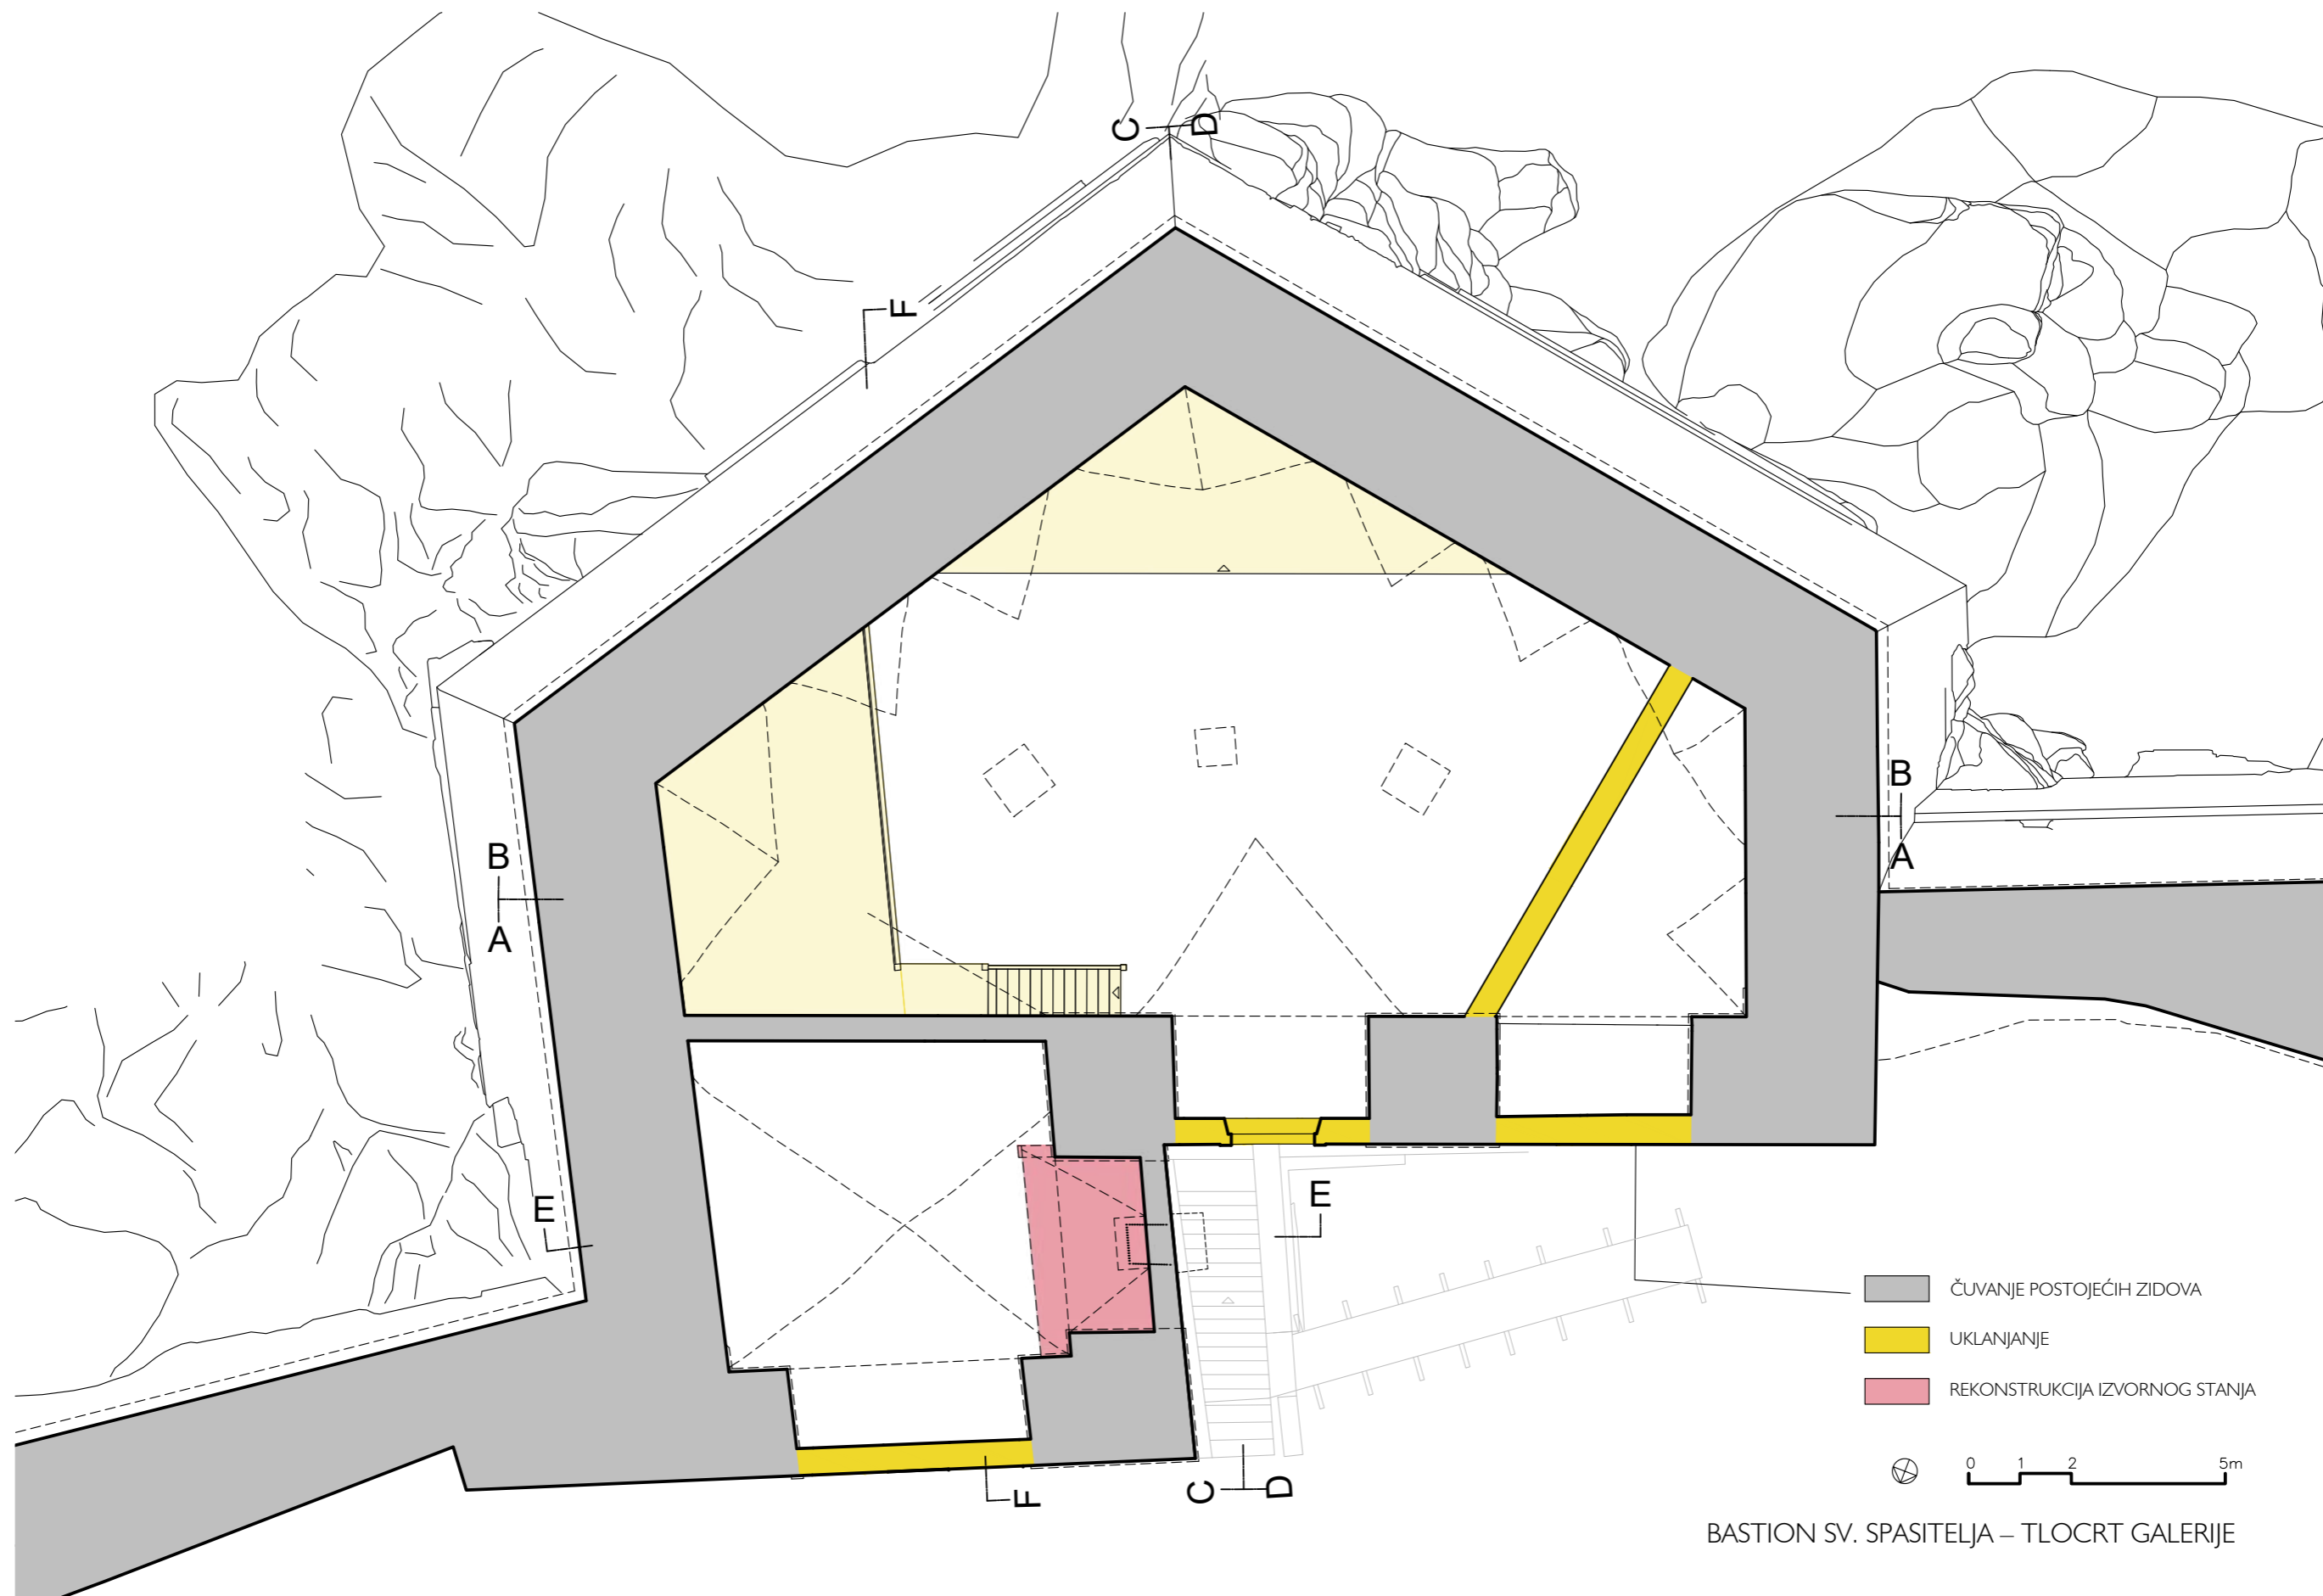 C
D
F
B
B
A
A
E
E
ČUVANJE POSTOJEĆIH ZIDOVA
UKLANJANJE
REKONSTRUKCIJA IZVORNOG STANJA
0 1 2 5m
F
C
D
BASTION SV. SPASITELJA – TLOCRT GALERIJE